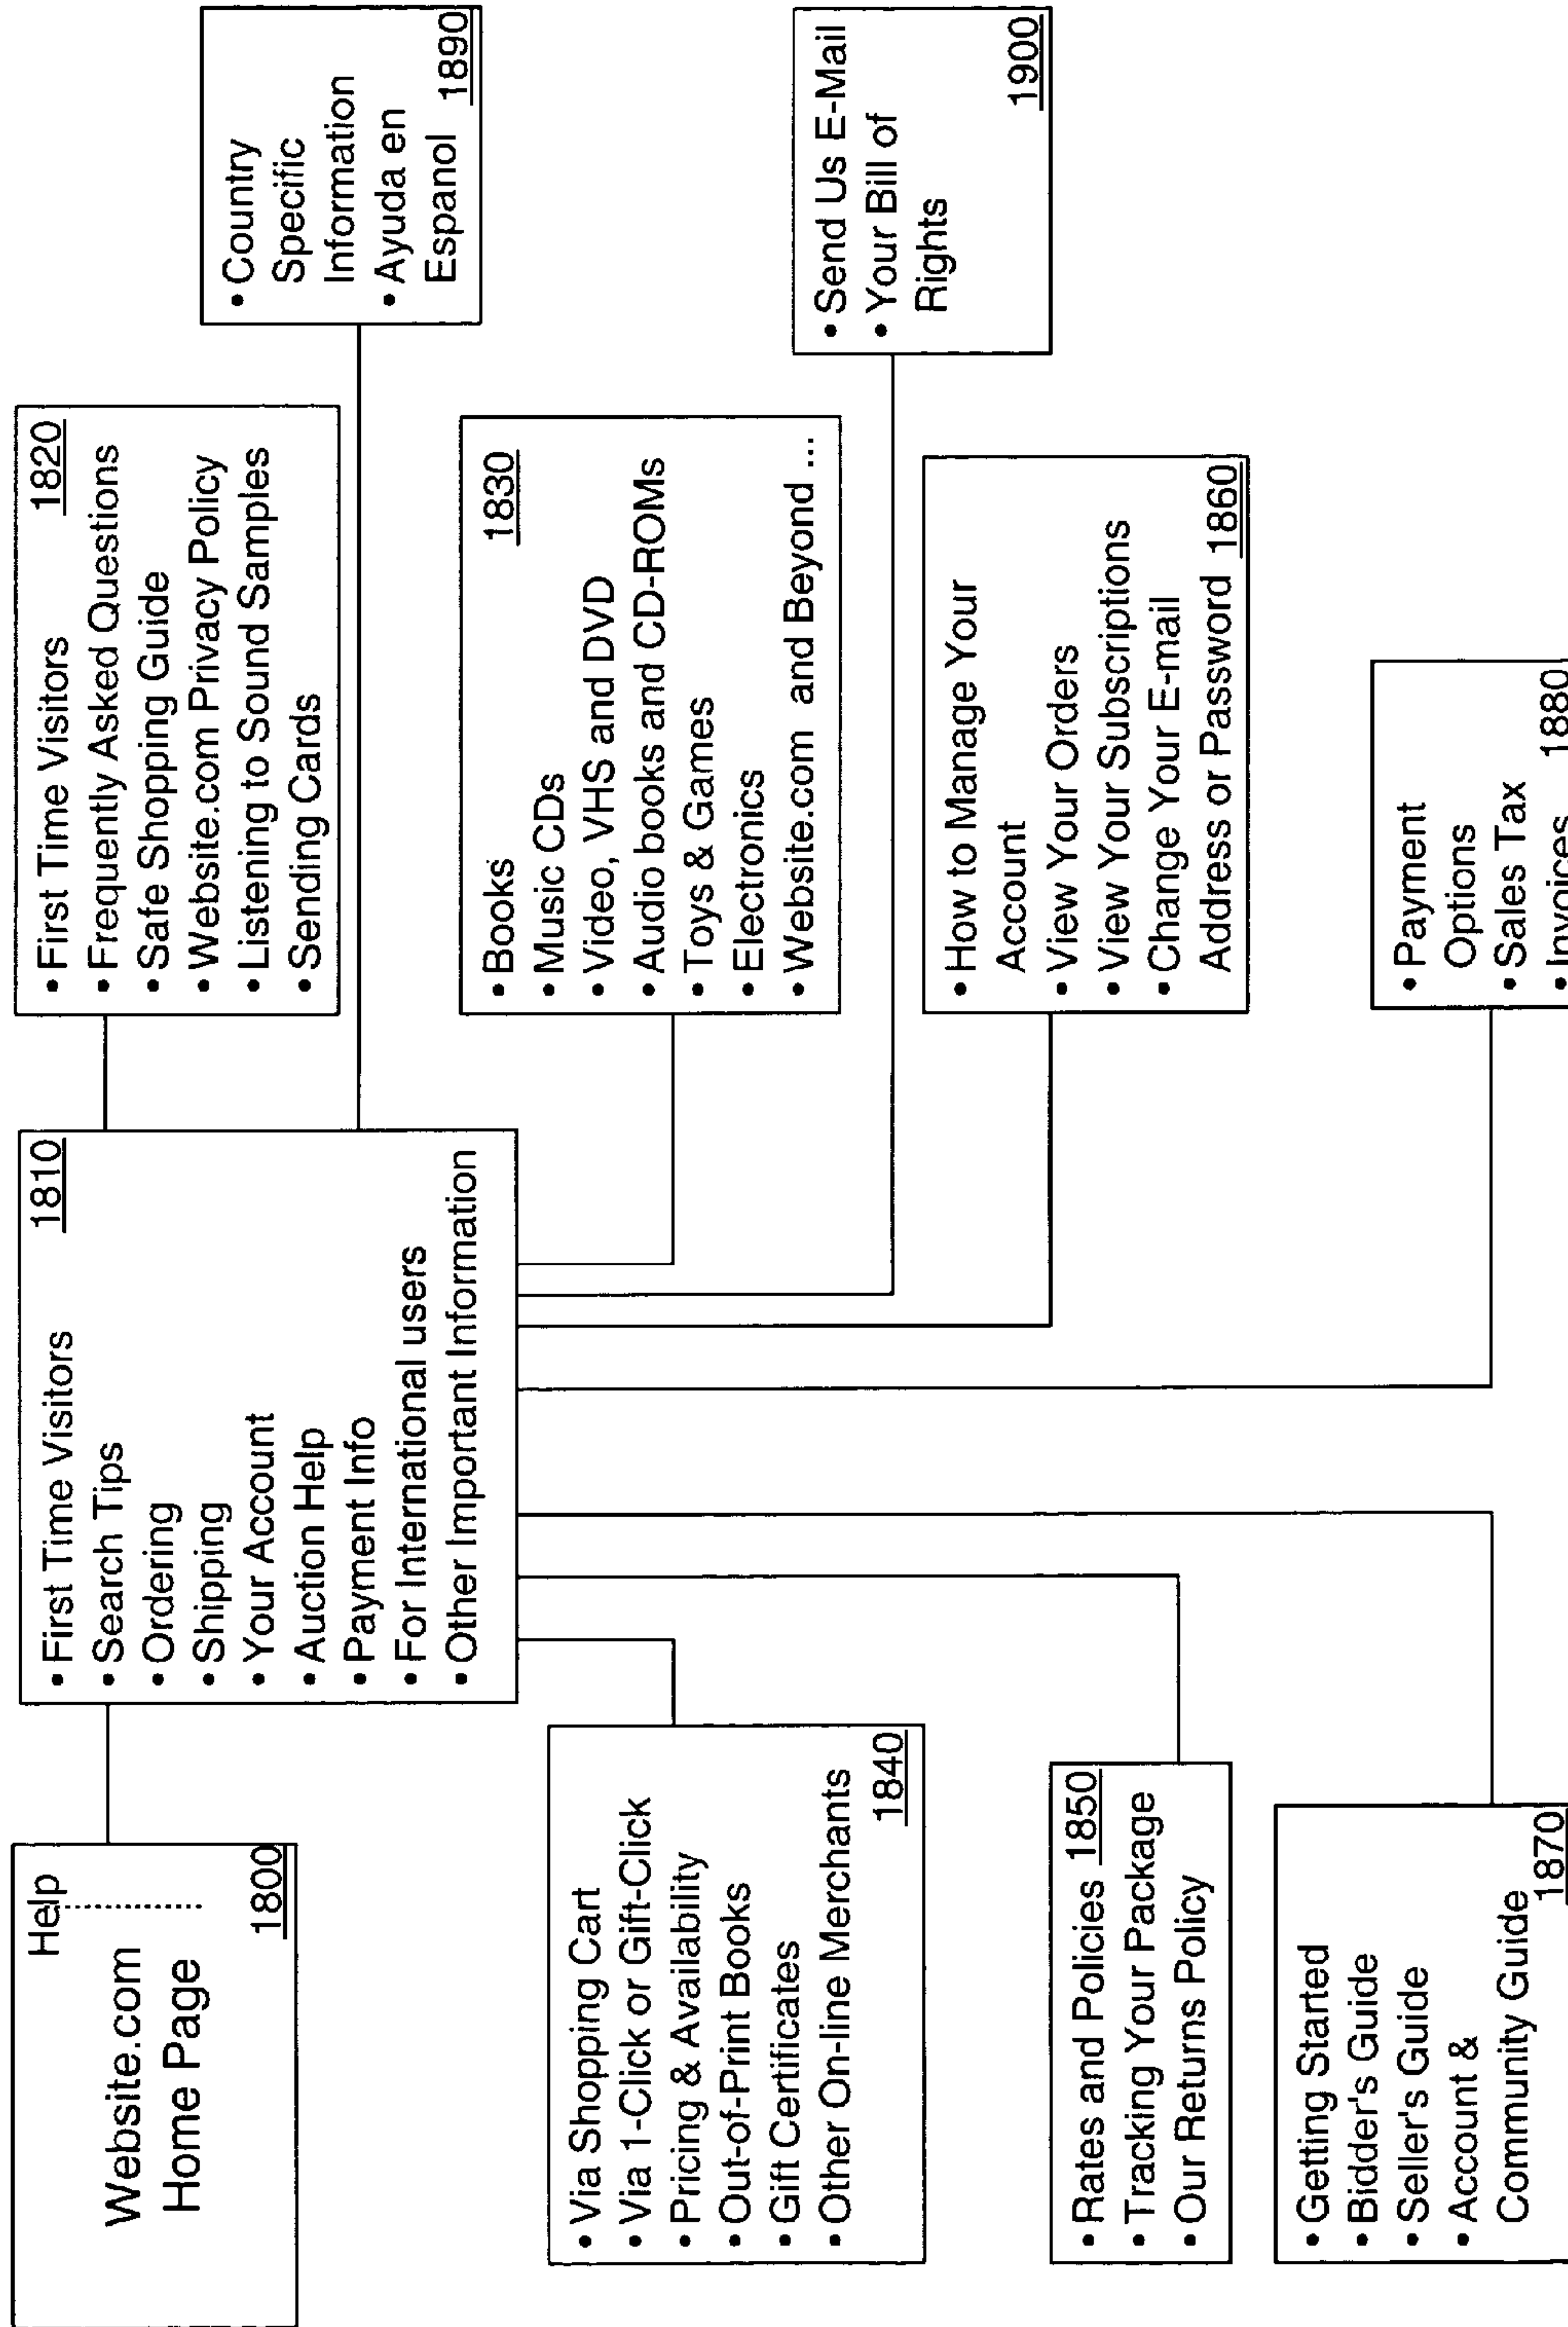 Help
Website.com
Home Page
1800
• First Time Visitors 1810
• Search Tips
• Ordering
• Shipping
• Your Account
• Auction Help
• Payment Info
• For International users
• Other Important Information
• First Time Visitors 1820
• Frequently Asked Questions
• Safe Shopping Guide
• Website.com Privacy Policy
• Listening to Sound Samples
• Sending Cards
• Country
Specific
Information
• Ayuda en
Espanol 1890
• Via Shopping Cart
• Via 1-Click or Gift-Click
• Pricing & Availability
• Out-of-Print Books
• Gift Certificates
• Other On-line Merchants
1840
• Books 1830
• Music CDs
• Video, VHS and DVD
• Audio books and CD-ROMs
• Toys & Games
• Electronics
• Website.com and Beyond ...
• Send Us E-Mail
• Your Bill of
Rights
1900
• Rates and Policies 1850
• Tracking Your Package
• Our Returns Policy
• How to Manage Your
Account
• View Your Orders
• View Your Subscriptions
• Change Your E-mail
Address or Password 1860
• Getting Started
• Bidder's Guide
• Seller's Guide
• Account &
Community Guide
1870
• Payment
Options
• Sales Tax
• Invoices 1880